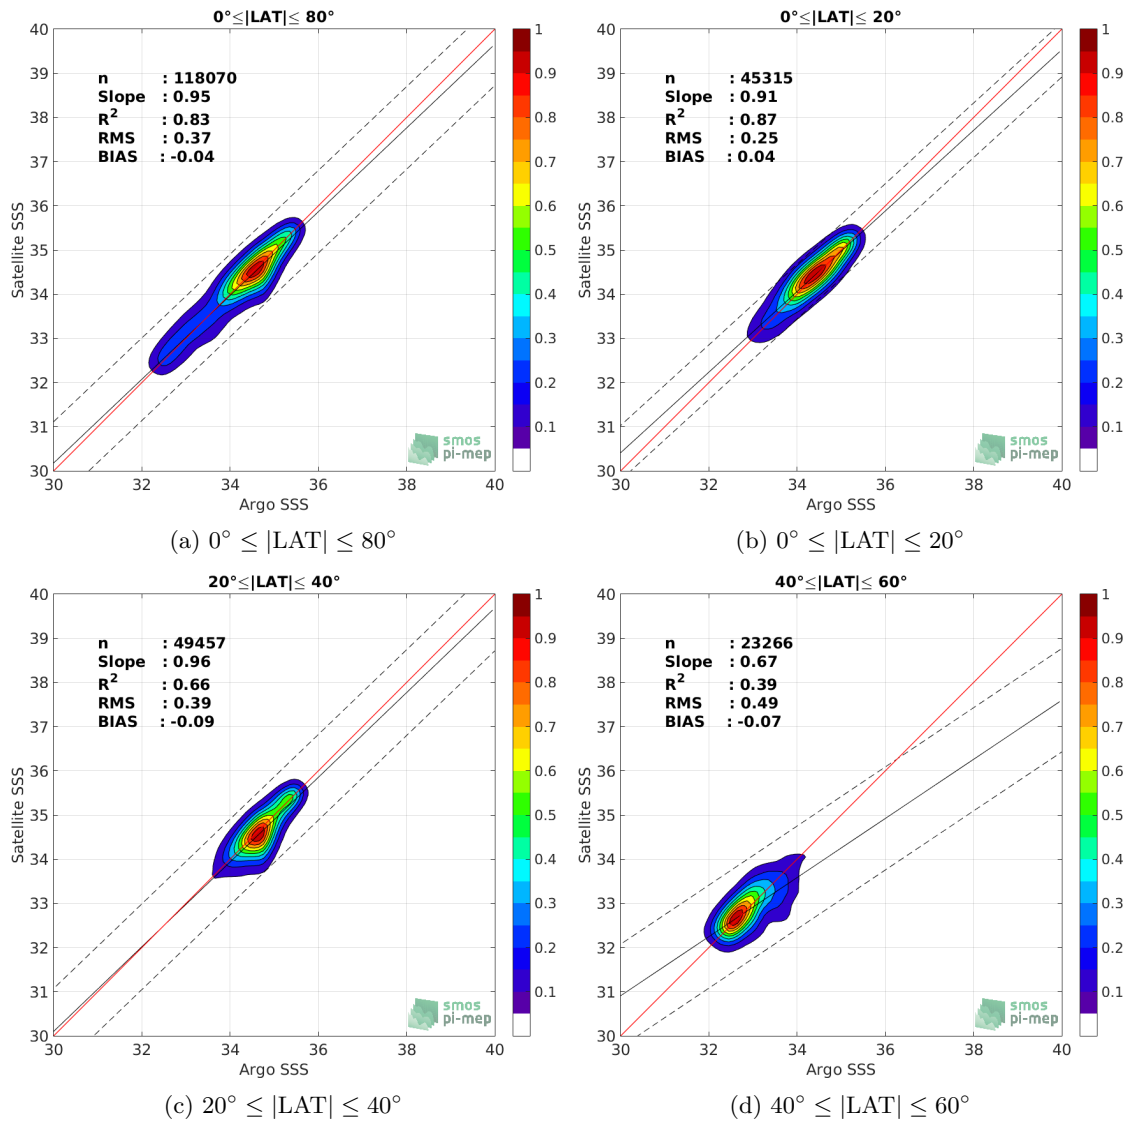 0°≤|LAT|≤ 80°
40
39
38
37
36
35
34
33
32
31
30
Satellite SSS
n : 118070
Slope : 0.95
R2 : 0.83
RMS : 0.37
BIAS : -0.04
smos
pi-mep
30 32 34 36 38 40
Argo SSS
1
0.9
0.8
0.7
0.6
0.5
0.4
0.3
0.2
0.1
(a) 0° ≤ |LAT| ≤ 80°
0°≤|LAT|≤ 20°
40
39
38
37
36
35
34
33
32
31
30
Satellite SSS
n : 45315
Slope : 0.91
R2 : 0.87
RMS : 0.25
BIAS : 0.04
smos
pi-mep
30 32 34 36 38 40
Argo SSS
1
0.9
0.8
0.7
0.6
0.5
0.4
0.3
0.2
0.1
(b) 0° ≤ |LAT| ≤ 20°
20°≤|LAT|≤ 40°
40
39
38
37
36
35
34
33
32
31
30
Satellite SSS
n : 49457
Slope : 0.96
R2 : 0.66
RMS : 0.39
BIAS : -0.09
smos
pi-mep
30 32 34 36 38 40
Argo SSS
1
0.9
0.8
0.7
0.6
0.5
0.4
0.3
0.2
0.1
(c) 20° ≤ |LAT| ≤ 40°
40°≤|LAT|≤ 60°
40
39
38
37
36
35
34
33
32
31
30
Satellite SSS
n : 23266
Slope : 0.67
R2 : 0.39
RMS : 0.49
BIAS : -0.07
smos
pi-mep
30 32 34 36 38 40
Argo SSS
1
0.9
0.8
0.7
0.6
0.5
0.4
0.3
0.2
0.1
(d) 40° ≤ |LAT| ≤ 60°